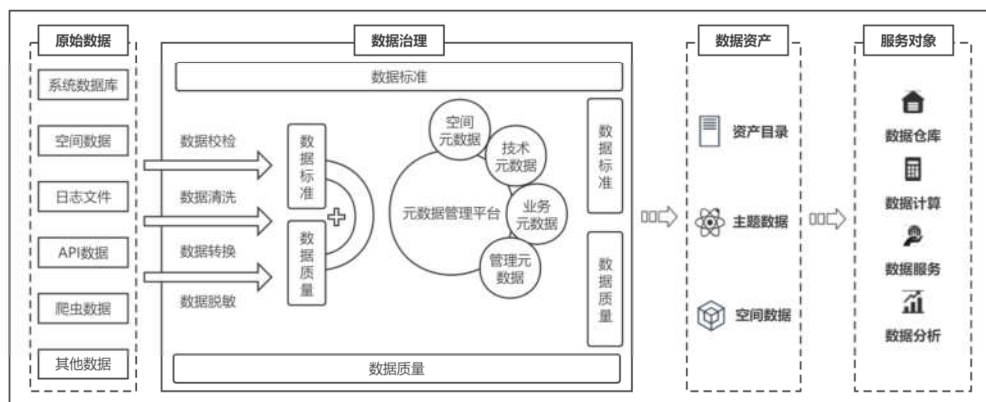 原始数据
系统数据库
空间数据
日志文件
API数据
爬虫数据
其他数据
数据治理
数据标准
数据校检
数据清洗
数据转换
数据脱敏
数据标准
数据质量
元数据管理平台
空间
元数据
技术
元数据
业务
元数据
管理元
数据
数据标准
数据质量
数据质量
数据资产
资产目录
主题数据
空间数据
服务对象
数据仓库
数据计算
数据服务
数据分析